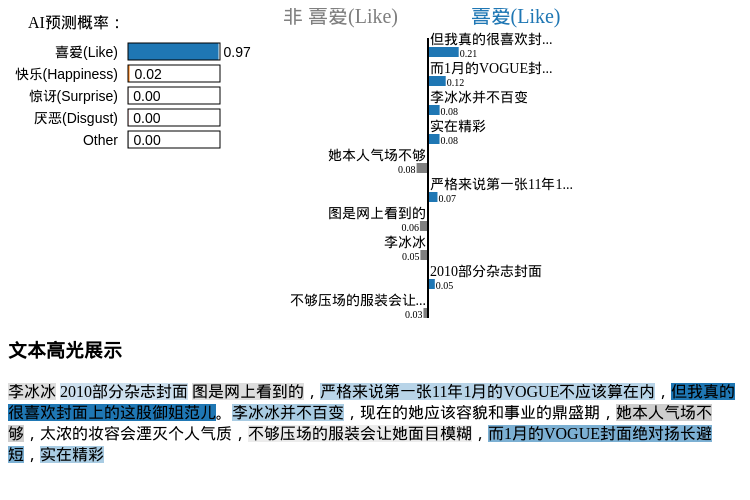 AI预测概率：
喜爱(Like) 0.97
快乐(Happiness) 0.02
惊讶(Surprise) 0.00
厌恶(Disgust) 0.00
Other 0.00
非 喜爱(Like) 喜爱(Like)
但我真的很喜欢封...
0.21
而1月的VOGUE封...
0.12
李冰冰并不百变
0.08
实在精彩
0.08
她本人气场不够
0.08
严格来说第一张11年1...
0.07
图是网上看到的
0.06
李冰冰
0.05
2010部分杂志封面
0.05
不够压场的服装会让...
0.03
文本高光展示
李冰冰 2010部分杂志封面 图是网上看到的，严格来说第一张11年1月的VOGUE不应该算在内，但我真的
很喜欢封面上的这股御姐范儿。李冰冰并不百变，现在的她应该容貌和事业的鼎盛期，她本人气场不
够，太浓的妆容会湮灭个人气质，不够压场的服装会让她面目模糊，而1月的VOGUE封面绝对扬长避
短，实在精彩